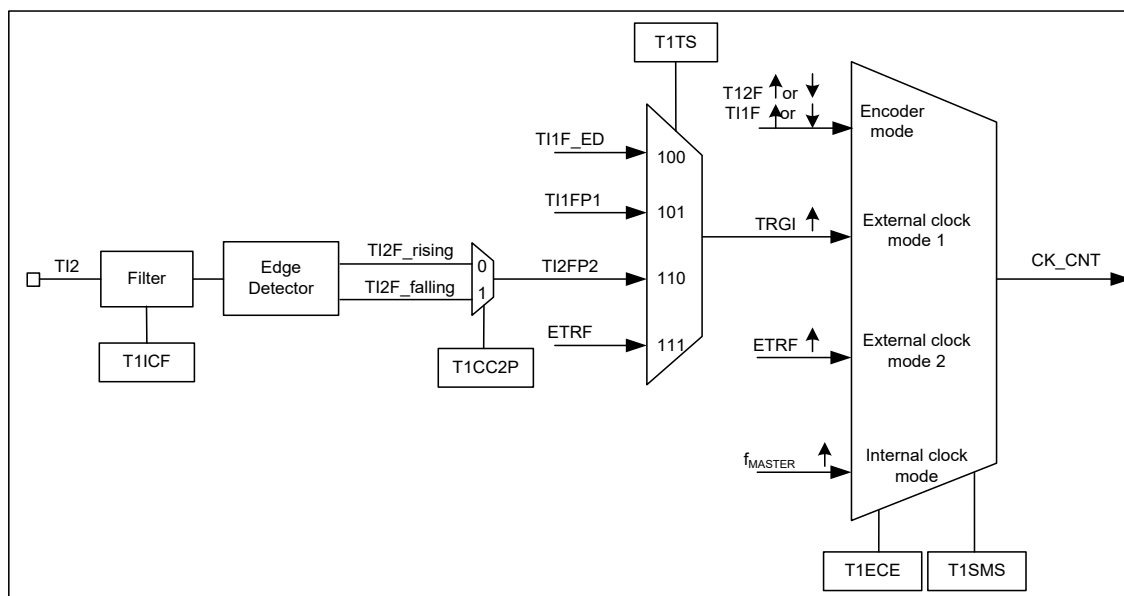 T1TS
T12F or
TI1F or
Encoder
mode
TI1F_ED
100
TI1FP1
101
TRGI
External clock
mode 1
TI2
Filter
Edge
Detector
TI2F_rising
TI2F_falling
0
1
TI2FP2
110
CK_CNT
ETRF
111
ETRF
External clock
mode 2
T1ICF
T1CC2P
fMASTER
Internal clock
mode
T1ECE
T1SMS